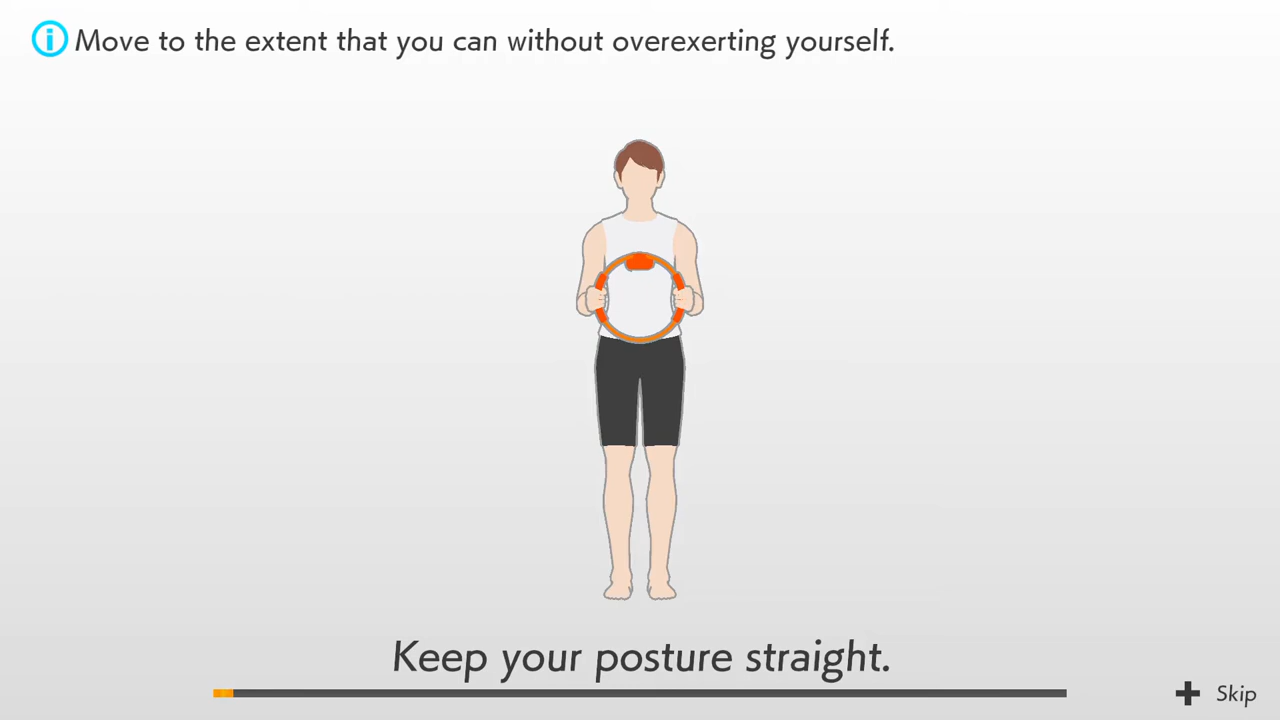 Move to the extent that you can without overexerting yourself.
Keep your posture straight.
Skip